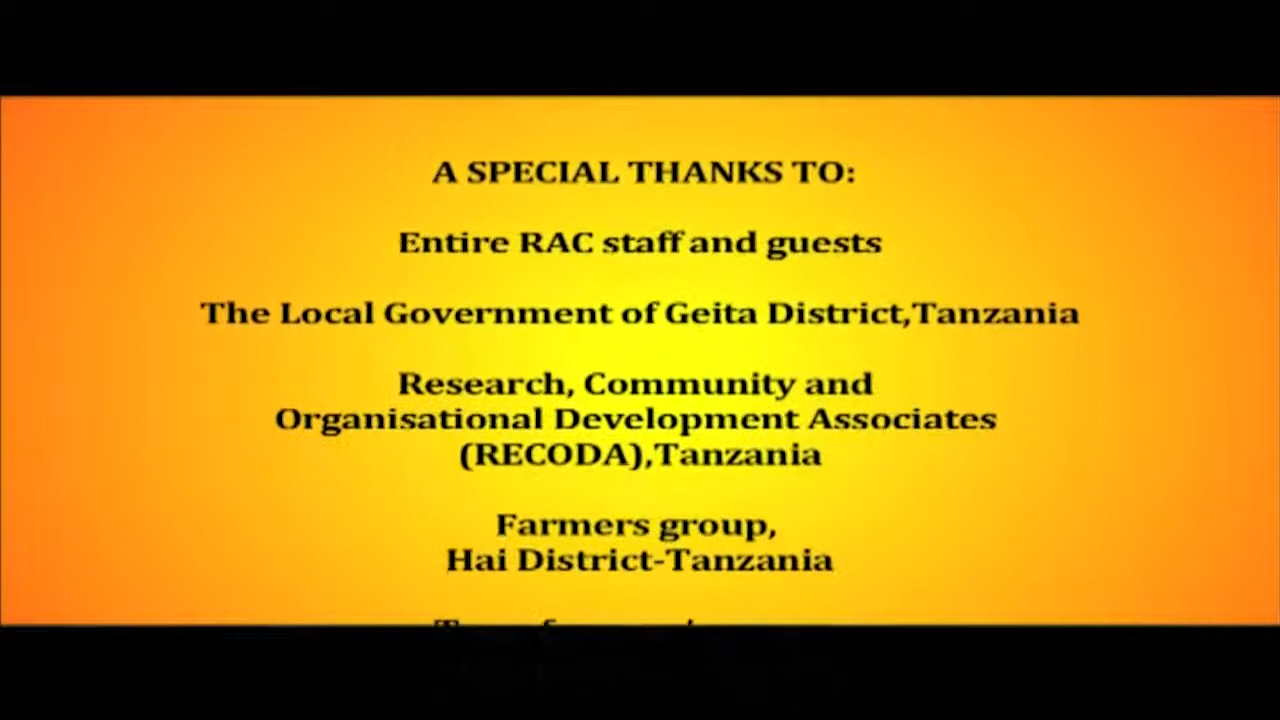 A SPECIAL THANKS TO:
Entire RAC staff and guests
The Local Government of Geita District,Tanzania
Research, Community and
Organisational Development Associates
(RECODA),Tanzania
Farmers group,
Hai District-Tanzania